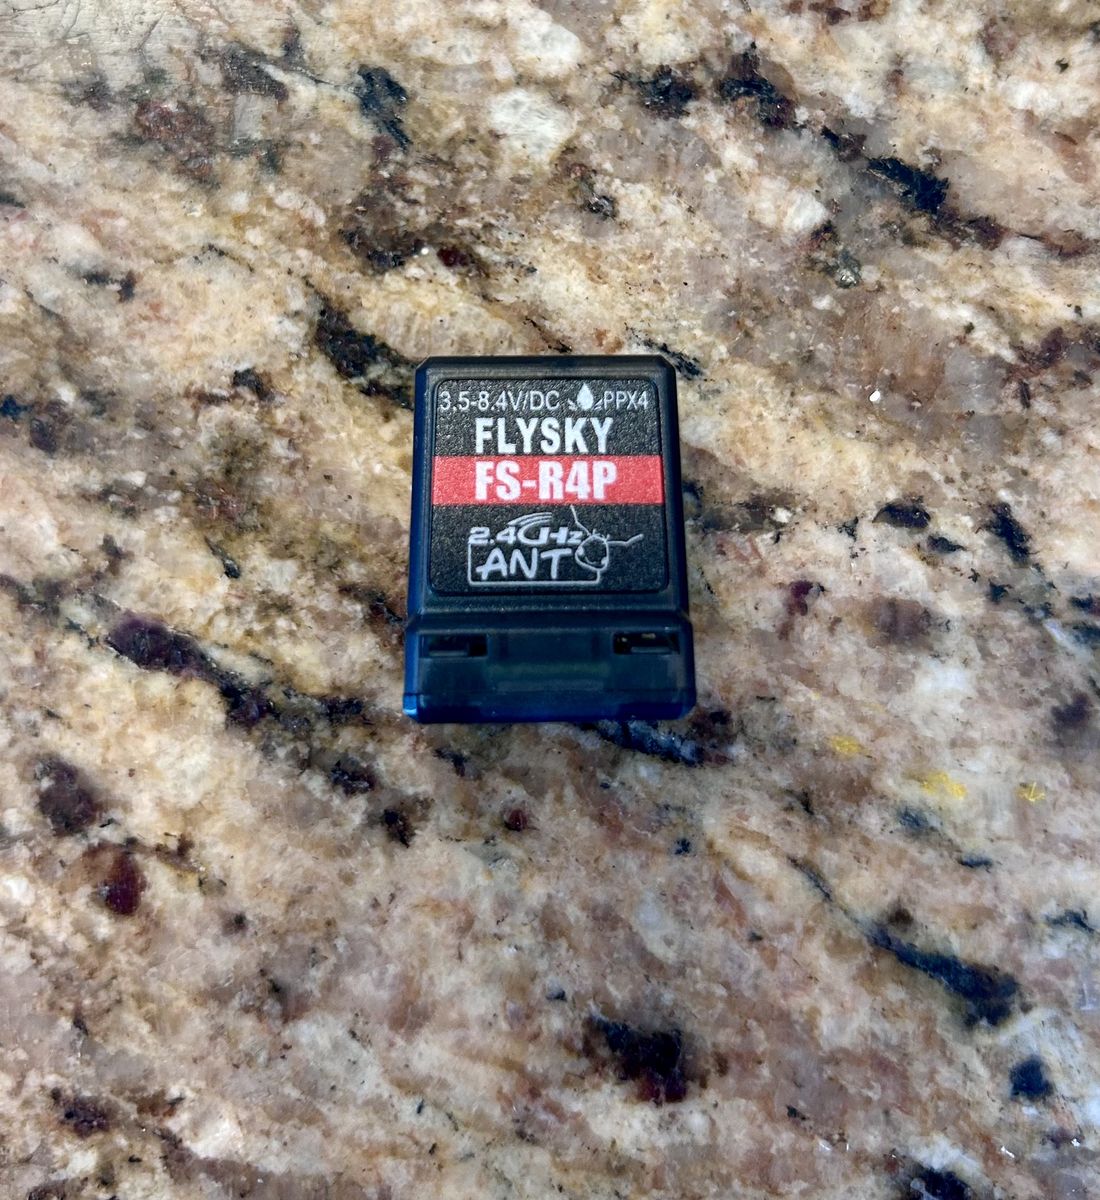 3.5-8.4V/DC PPX4
FLYSKY
FS-R4P
2.4GHz
ANT